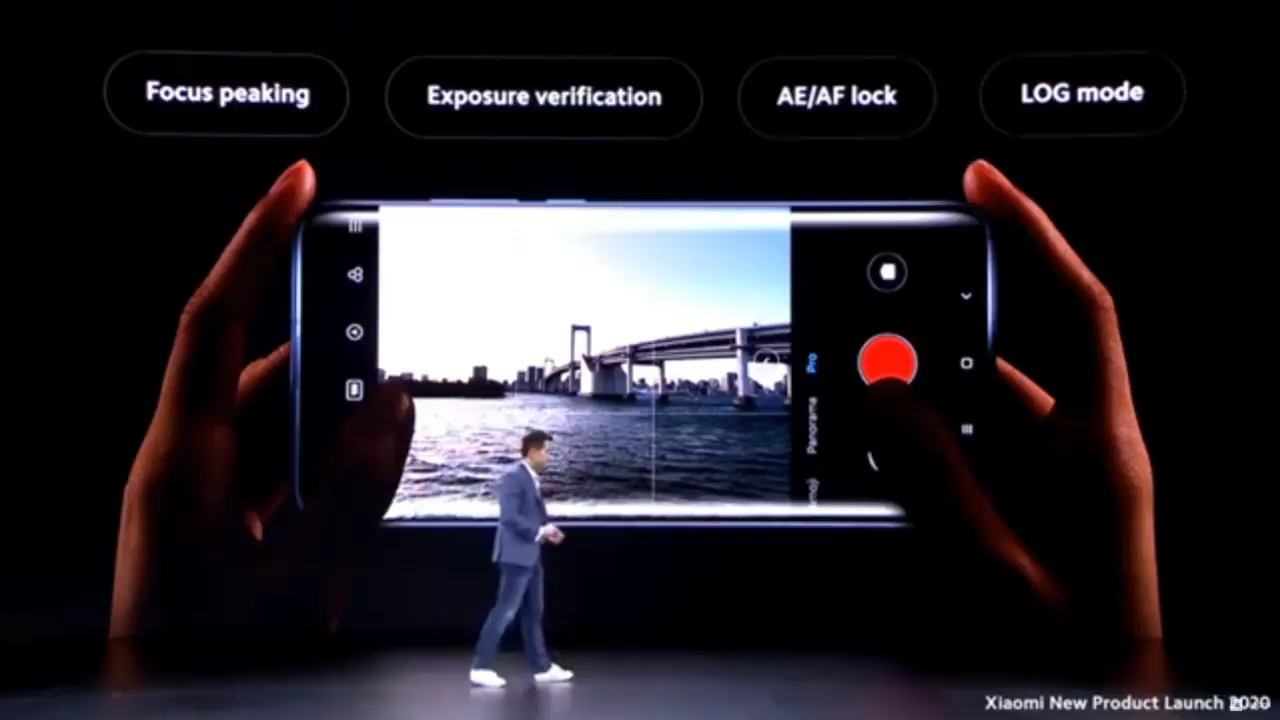 Focus peaking
Exposure verification
AE/AF lock
LOG mode
Pro
Panorama
Xiaomi New Product Launch 2020